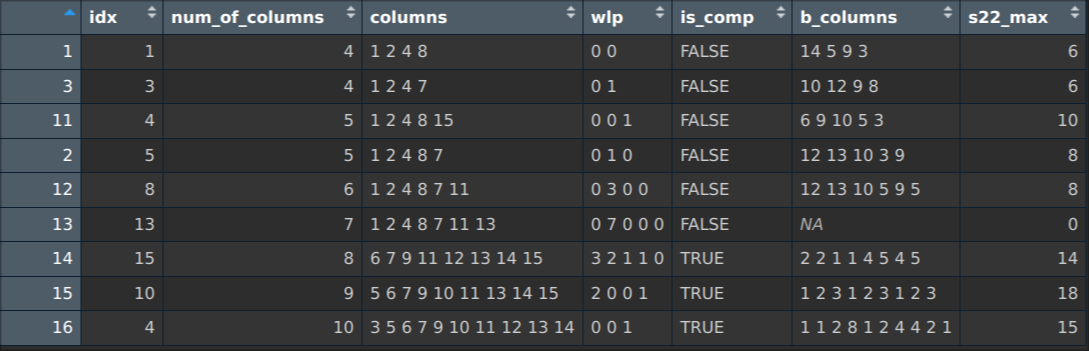 idx num_of_columns columns wlp is_comp b_columns s22_max
1 1 4 1 2 4 8 0 0 FALSE 14 5 9 3 6
3 3 4 1 2 4 7 0 1 FALSE 10 12 9 8 6
11 4 5 1 2 4 8 15 0 0 1 FALSE 6 9 10 5 3 10
2 5 5 1 2 4 8 7 0 1 0 FALSE 12 13 10 3 9 8
12 8 6 1 2 4 8 7 11 0 3 0 0 FALSE 12 13 10 5 9 5 8
13 13 7 1 2 4 8 7 11 13 0 7 0 0 0 FALSE NA 0
14 15 8 6 7 9 11 12 13 14 15 3 2 1 1 0 TRUE 2 2 1 1 4 5 4 5 14
15 10 9 5 6 7 9 10 11 13 14 15 2 0 0 1 TRUE 1 2 3 1 2 3 1 2 3 18
16 4 10 3 5 6 7 9 10 11 12 13 14 0 0 1 TRUE 1 1 2 8 1 2 4 4 2 1 15